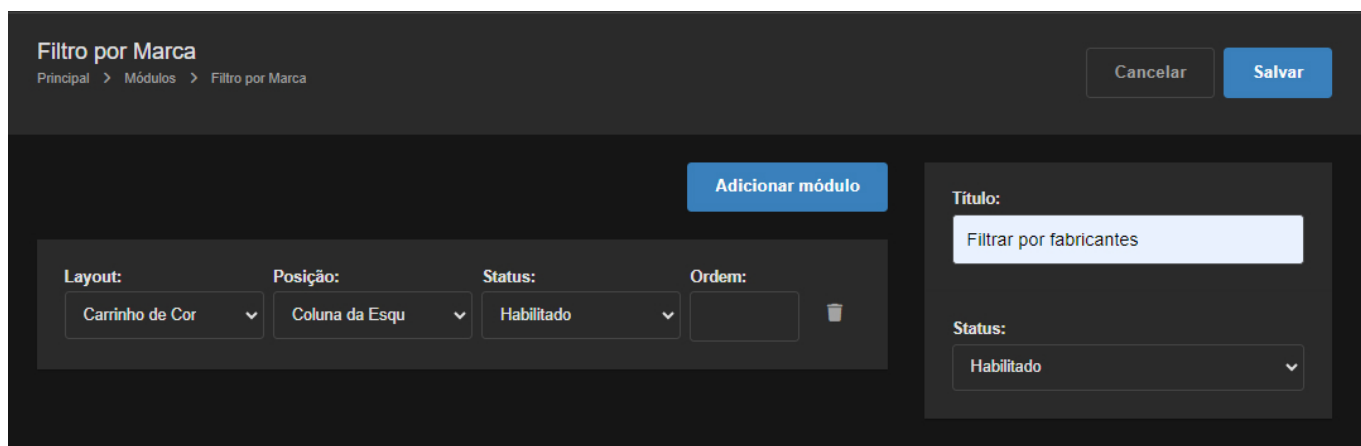 Filtro por Marca
Principal > Módulos > Filtro por Marca
Cancelar
Salvar
Adicionar módulo
Layout:
Posição:
Status:
Ordem:
Carrinho de Cor
Coluna da Esqu
Habilitado
Título:
Filtrar por fabricantes
Status:
Habilitado